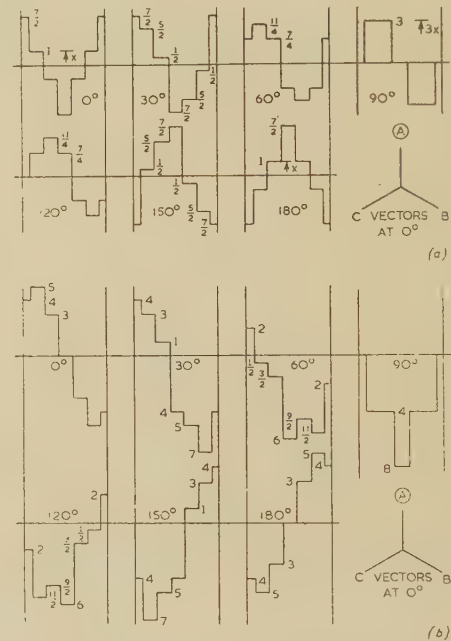 7/2 1 x 0°
7/2 5/2 1/2 30° 7/2 5/2 1/2
11/4 7/4 60°
3 3x 90°
11/4 7/4 120°
7/2 5/2 1/2 150° 1/2 5/2 7/2
7/2 1 x 180°
A
C VECTORS B
AT 0°
(a)
5 4 3 0°
4 3 1 30° 4 5 7
2 1/2 3/2 60° 6 9/2 11/2 2
90° 4 8
120° 2 2 11/2 9/2 6 1/2
150° 4 3 1 4 5 7
180° 5 4 3 4 5 3
A
C VECTORS B
AT 0°
(b)